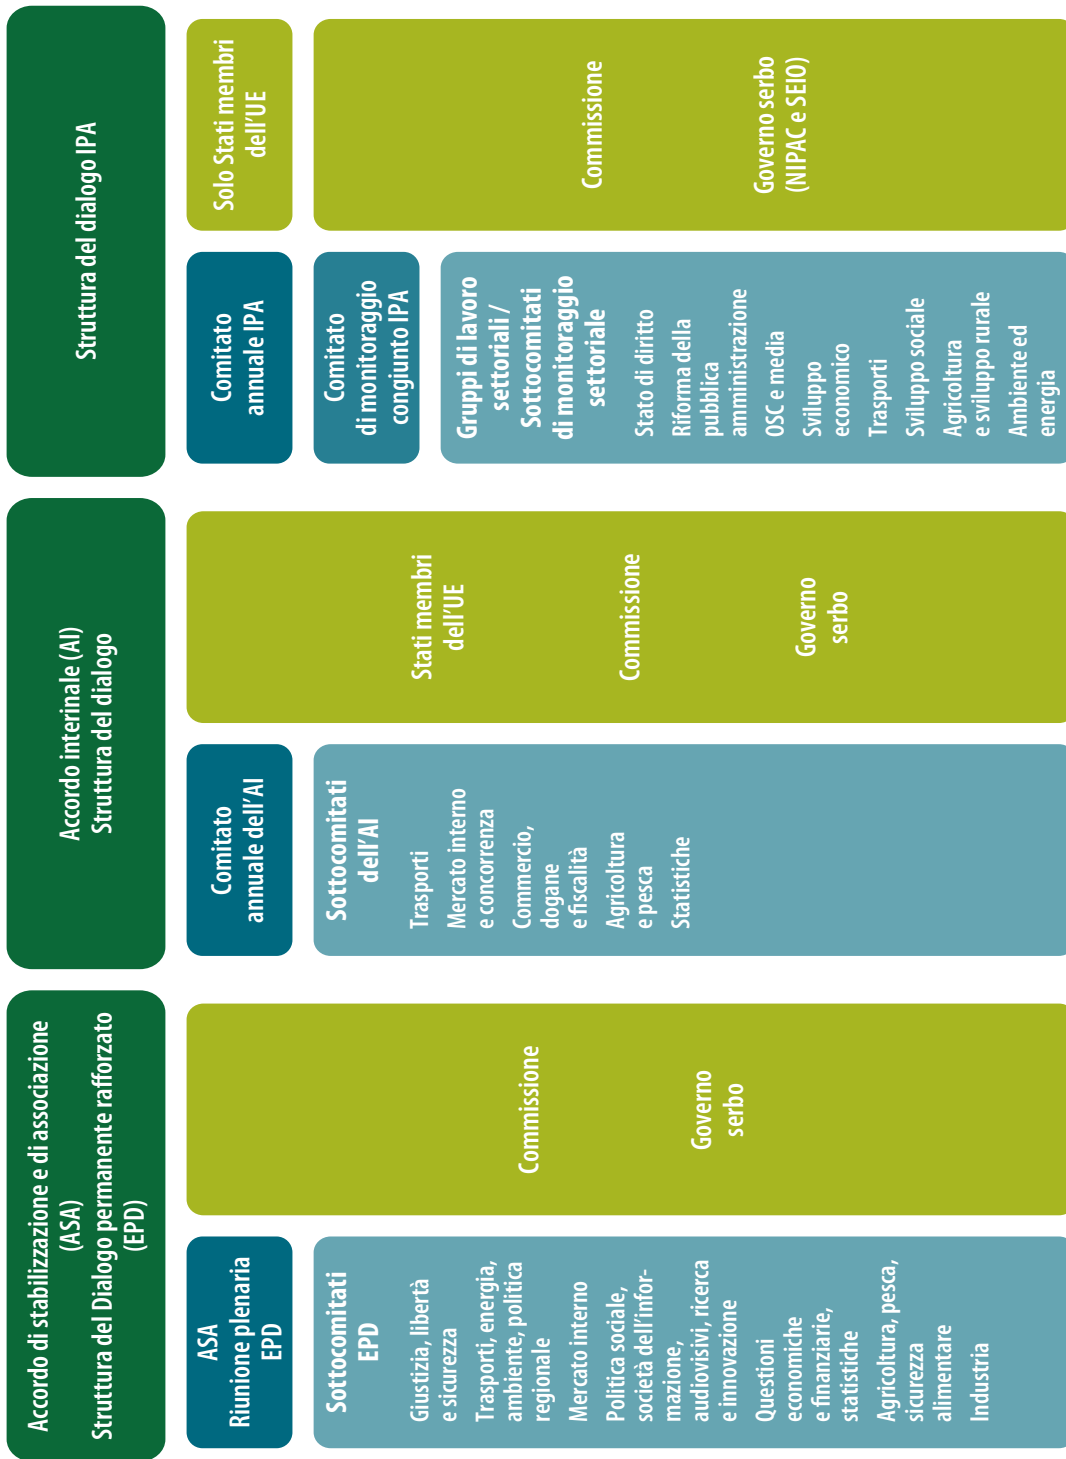 Accordo di stabilizzazione e di associazione
(ASA)
Struttura del Dialogo permanente rafforzato
(EPD)
ASA
Riunione plenaria
EPD
Sottocomitati
EPD
Giustizia, libertà
e sicurezza
Trasporti, energia,
ambiente, politica
regionale
Mercato interno
Politica sociale,
società dell'infor-
mazione,
audiovisivi, ricerca
e innovazione
Questioni
economiche
e finanziarie,
statistiche
Agricoltura, pesca,
sicurezza
alimentare
Industria
Commissione
Governo
serbo
Accordo interinale (AI)
Struttura del dialogo
Comitato
annuale dell'AI
Sottocomitati
dell'AI
Trasporti
Mercato interno
e concorrenza
Commercio,
dogane
e fiscalità
Agricoltura
e pesca
Statistiche
Stati membri
dell'UE
Commissione
Governo
serbo
Struttura del dialogo IPA
Comitato
annuale IPA
Comitato
di monitoraggio
congiunto IPA
Gruppi di lavoro
settoriali /
Sottocomitati
di monitoraggio
settoriale
Stato di diritto
Riforma della
pubblica
amministrazione
OSC e media
Sviluppo
economico
Trasporti
Sviluppo sociale
Agricoltura
e sviluppo rurale
Ambiente ed
energia
Solo Stati membri
dell'UE
Commissione
Governo serbo
(NIPAC e SEIO)